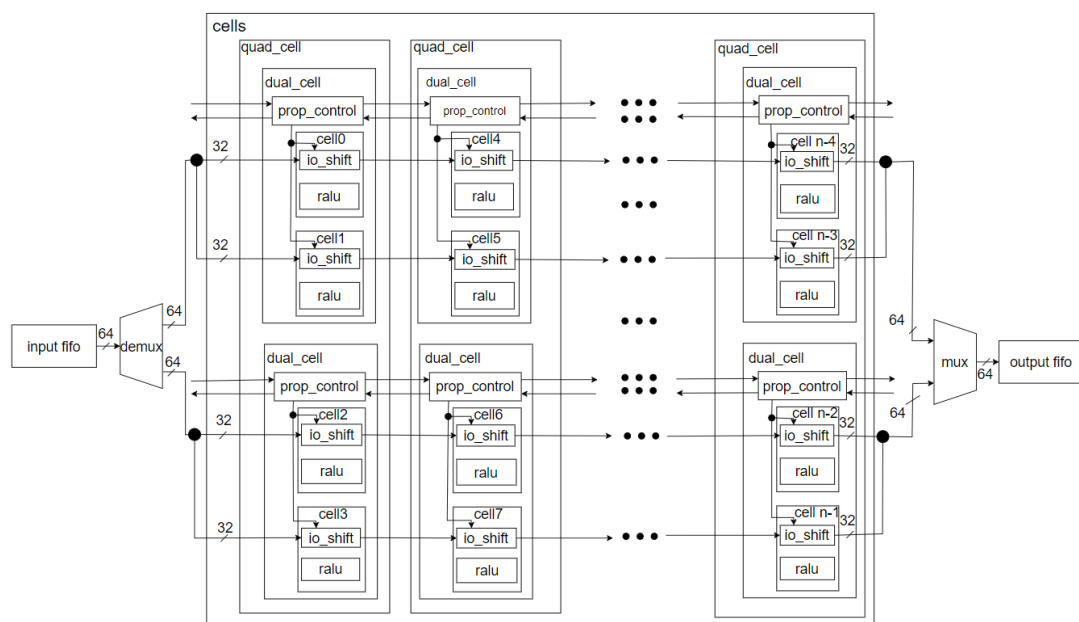 cells
quad_cell
quad_cell
quad_cell
dual_cell
dual_cell
dual_cell
prop_control
prop_control
prop_control
cell0
cell4
cell n-4
32
io_shift
io_shift
io_shift
32
ralu
ralu
ralu
cell1
cell5
cell n-3
32
io_shift
io_shift
io_shift
32
ralu
ralu
ralu
64
64
input fifo
64
demux
64
64
mux
64
output fifo
64
dual_cell
dual_cell
dual_cell
prop_control
prop_control
prop_control
cell2
cell6
cell n-2
32
io_shift
io_shift
io_shift
32
ralu
ralu
ralu
cell3
cell7
cell n-1
32
io_shift
io_shift
io_shift
32
ralu
ralu
ralu